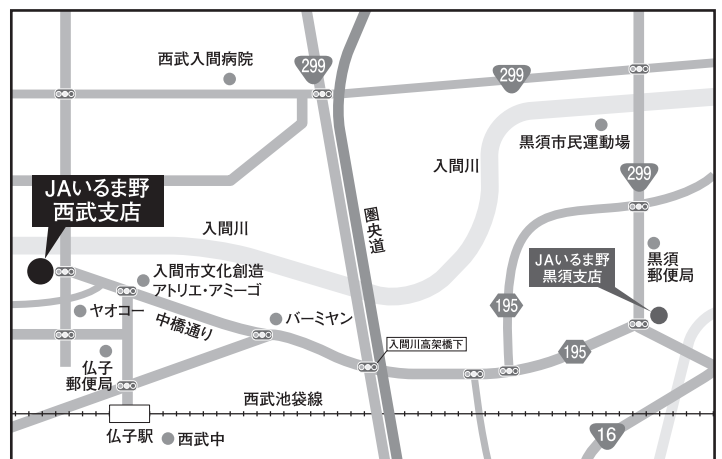 西武入間病院
299
299
黒須市民運動場
入間川
299
JAいるま野
西武支店
入間川
圏央道
黒須
郵便局
JAいるま野
黒須支店
入間市文化創造
アトリエ・アミーゴ
195
ヤオコー
中橋通り
バーミヤン
入間川高架橋下
195
仏子
郵便局
西武池袋線
仏子駅
西武中
16